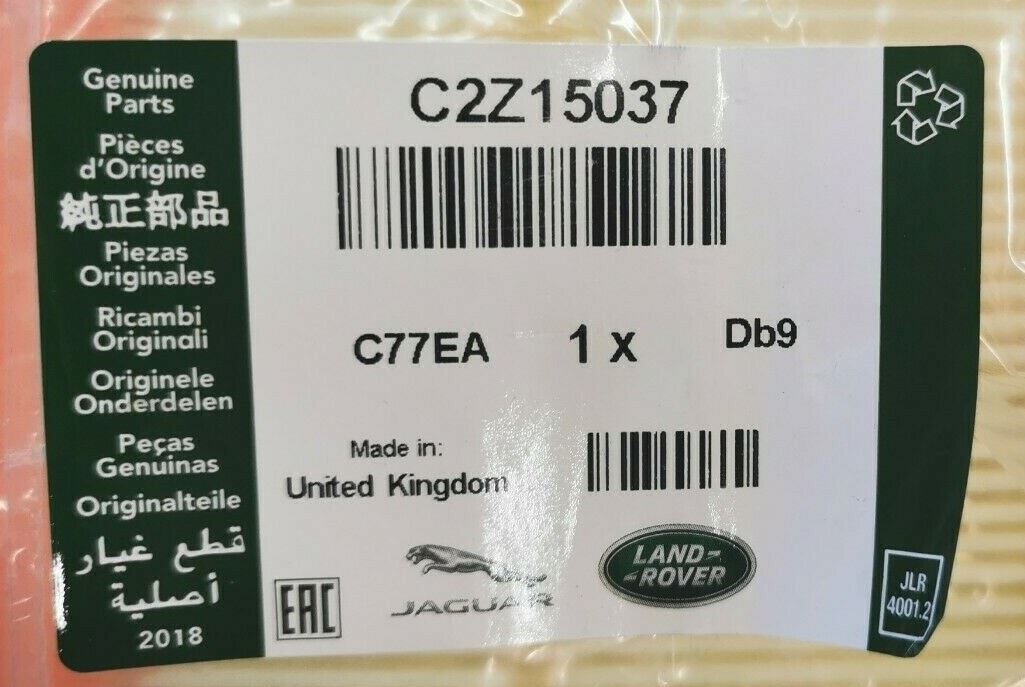 Genuine
Parts
Pièces
d'Origine
純正部品
Piezas
Originales
Ricambi
Originali
Originele
Onderdelen
Peças
Genuinas
Originalteile
قطع غيار
أصلية
2018
C2Z15037
C77EA 1 x Db9
Made in:
United Kingdom
EAC
JAGUAR
LAND-
-ROVER
JLR
4001.2